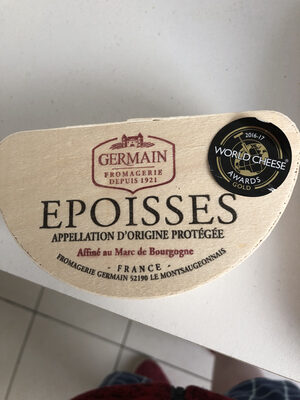 GERMAIN
FROMAGERIE
DEPUIS 1921
2016-17
WORLD CHEESE
AWARDS
GOLD
EPOISSES
APPELLATION D'ORIGINE PROTÉGÉE
Affiné au Marc de Bourgogne
- FRANCE -
FROMAGERIE GERMAIN 52190 LE MONTSAUGEONNAIS